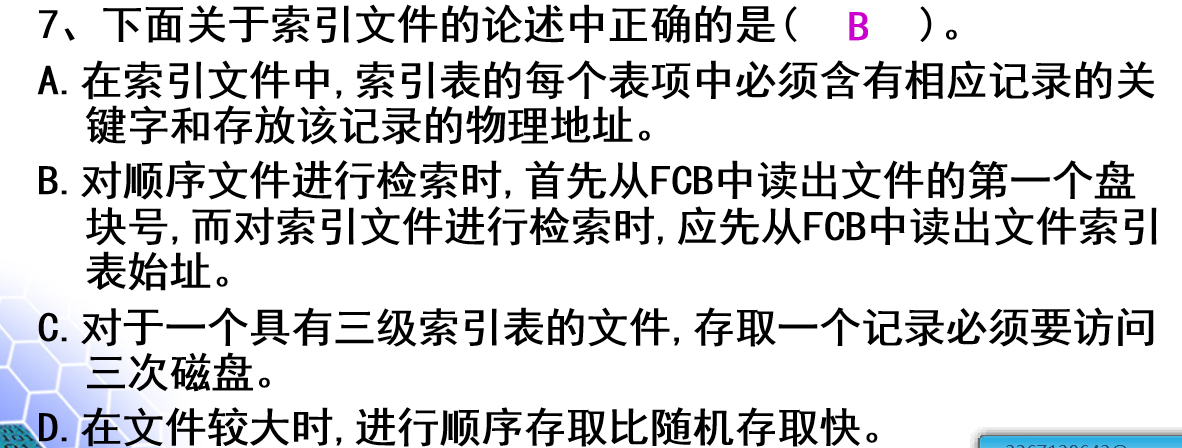 7、下面关于索引文件的论述中正确的是( B )。
A.在索引文件中,索引表的每个表项中必须含有相应记录的关
键字和存放该记录的物理地址。
B.对顺序文件进行检索时,首先从FCB中读出文件的第一个盘
块号,而对索引文件进行检索时,应先从FCB中读出文件索引
表始址。
C.对于一个具有三级索引表的文件,存取一个记录必须要访问
三次磁盘。
D.在文件较大时,进行顺序存取比随机存取快。